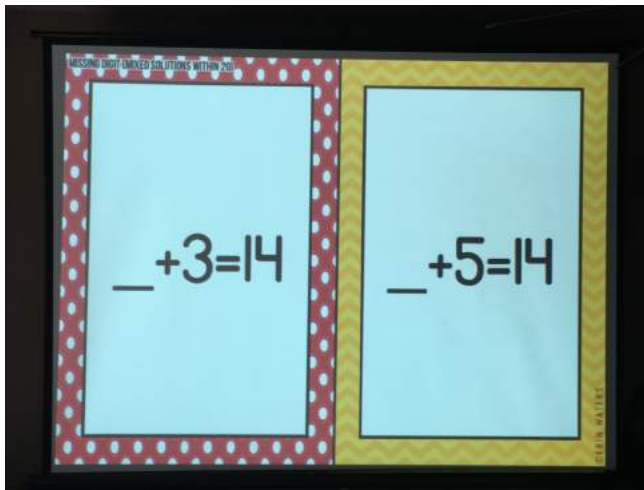 MISSING DIGIT (MIXED SOLUTIONS WITHIN 20)
_+3=14
_+5=14
©ERIN WATERS